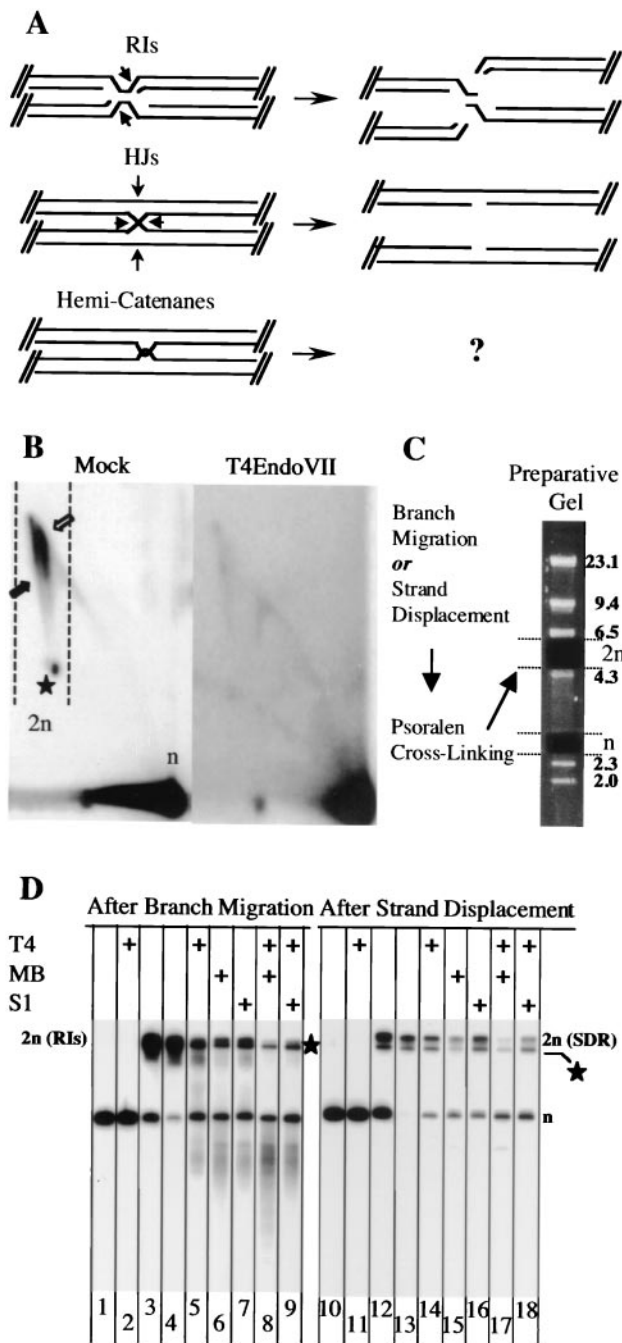 A
RIs
HJs
Hemi-Catenanes
?
B
Mock
T4EndoVII
2n
n
C
Preparative
Gel
Branch
Migration
or
Strand
Displacement
Psoralen
Cross-Linking
23.1
9.4
6.5
2n
4.3
n
2.3
2.0
D
After Branch Migration
After Strand Displacement
T4 + + + + + + + +
MB + + + +
S1 + + + +
2n (RIs)
2n (SDR)
n
1 2 3 4 5 6 7 8 9 10 11 12 13 14 15 16 17 18